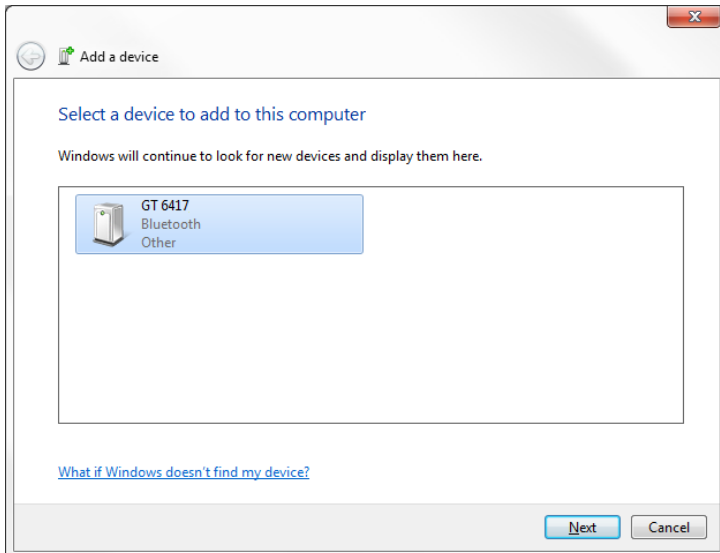 Add a device
Select a device to add to this computer
Windows will continue to look for new devices and display them here.
GT 6417
Bluetooth
Other
What if Windows doesn't find my device?
Next
Cancel